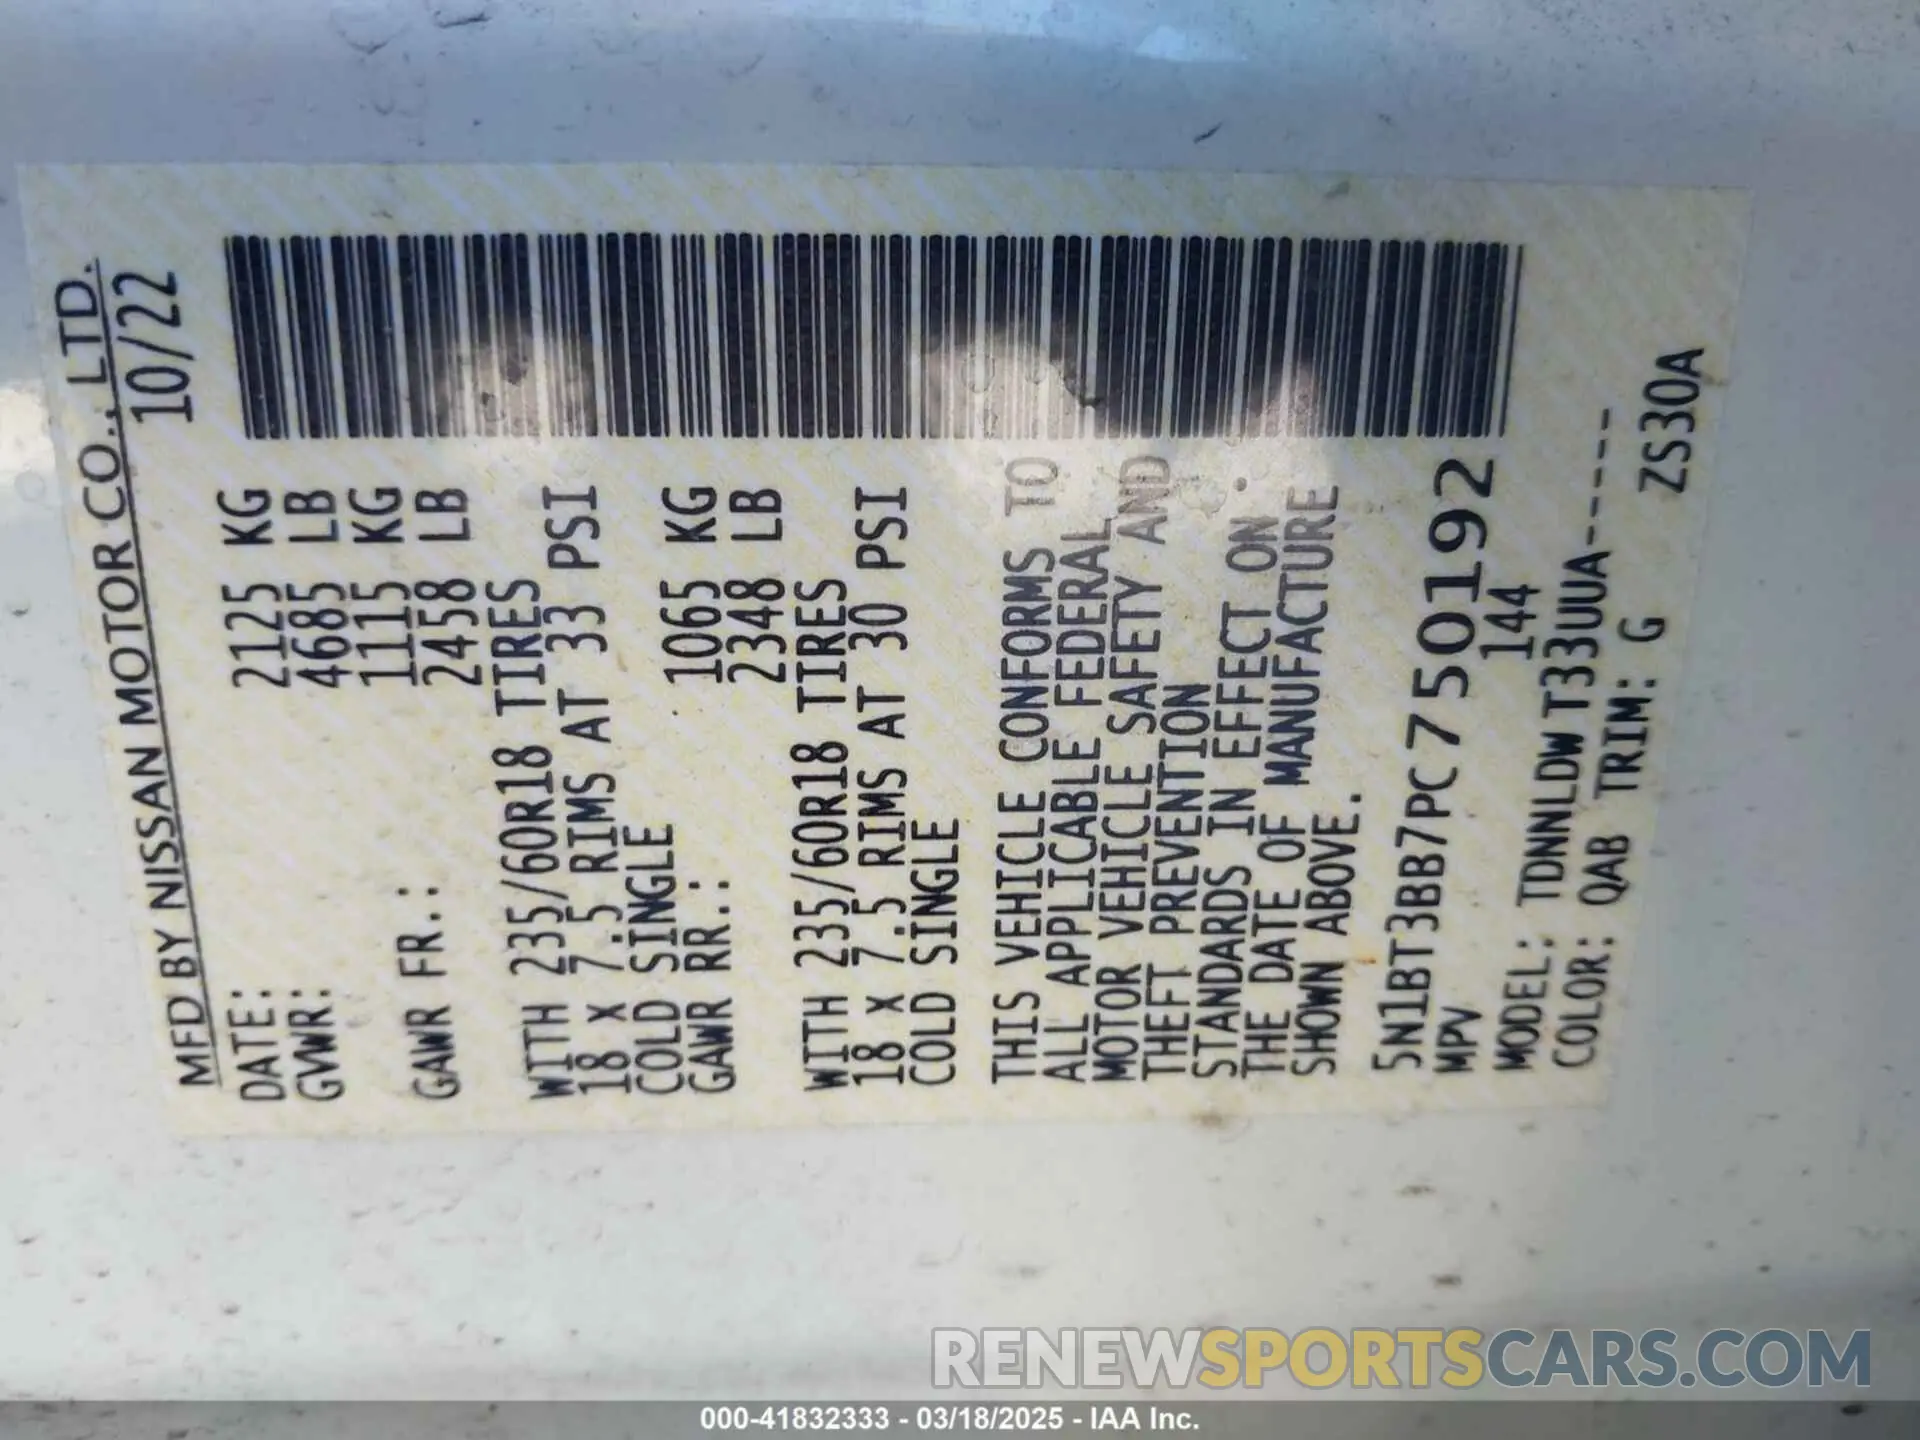 MFD BY NISSAN MOTOR CO., LTD.
DATE: 10/22
GVWR: 2125 KG
4685 LB
GAWR FR.: 1115 KG
2458 LB
WITH 235/60R18 TIRES
18 x 7.5 RIMS AT 33 PSI
COLD SINGLE
GAWR RR.: 1065 KG
2348 LB
WITH 235/60R18 TIRES
18 x 7.5 RIMS AT 30 PSI
COLD SINGLE
THIS VEHICLE CONFORMS TO
ALL APPLICABLE FEDERAL
MOTOR VEHICLE SAFETY AND
THEFT PREVENTION
STANDARDS IN EFFECT ON
THE DATE OF MANUFACTURE
SHOWN ABOVE.
5N1BT3BB7PC750192
MPV 144
MODEL: TDNNLDWT33UUA-----
COLOR: QAB TRIM: G ZS30A
RENEWSPORTSCARS.COM
000-41832333 - 03/18/2025 - IAA Inc.